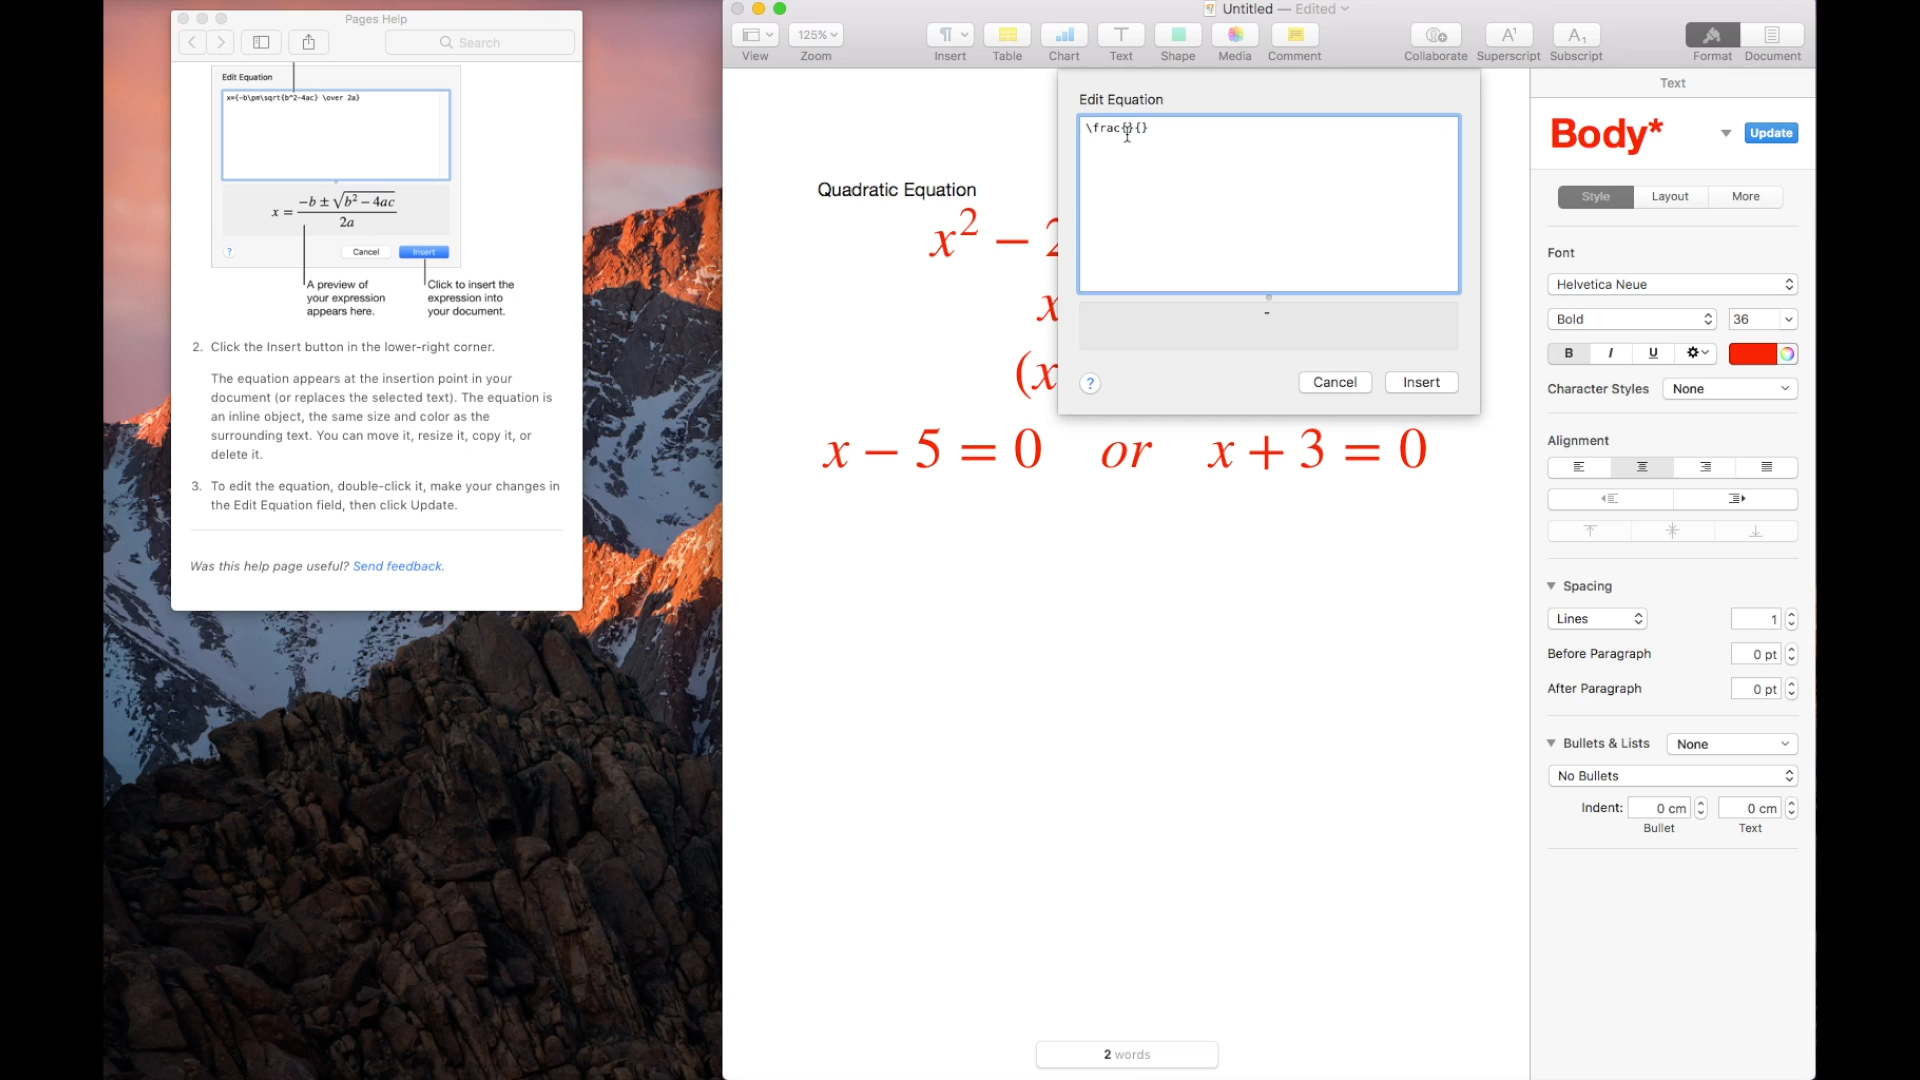 Pages Help
Search
Edit Equation
x={-b\pm\sqrt{b^2-4ac} \over 2a}
x = −b ± √b² − 4ac / 2a
?
Cancel
Insert
A preview of
your expression
appears here.
Click to insert the
expression into
your document.
2. Click the Insert button in the lower-right corner.
The equation appears at the insertion point in your
document (or replaces the selected text). The equation is
an inline object, the same size and color as the
surrounding text. You can move it, resize it, copy it, or
delete it.
3. To edit the equation, double-click it, make your changes in
the Edit Equation field, then click Update.
Was this help page useful? Send feedback.
Untitled — Edited
125%
View
Zoom
Insert
Table
Chart
Text
Shape
Media
Comment
Collaborate
Superscript
Subscript
Format
Document
Quadratic Equation
x² − 2
x
(x
x − 5 = 0 or x + 3 = 0
Edit Equation
\frac{}{}
-
?
Cancel
Insert
2 words
Text
Body*
Update
Style
Layout
More
Font
Helvetica Neue
Bold
36
B
I
U
Character Styles
None
Alignment
Spacing
Lines
1
Before Paragraph
0 pt
After Paragraph
0 pt
Bullets & Lists
None
No Bullets
Indent:
0 cm
0 cm
Bullet
Text